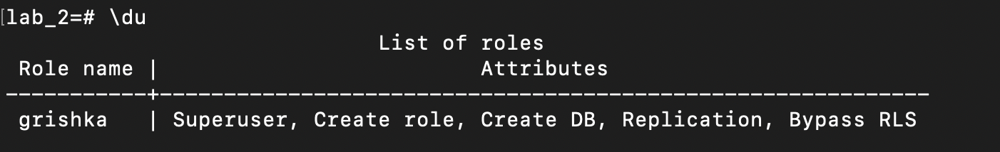 [lab_2=# \du
List of roles
Role name | Attributes
-----------+------------------------------------------------------------
grishka | Superuser, Create role, Create DB, Replication, Bypass RLS